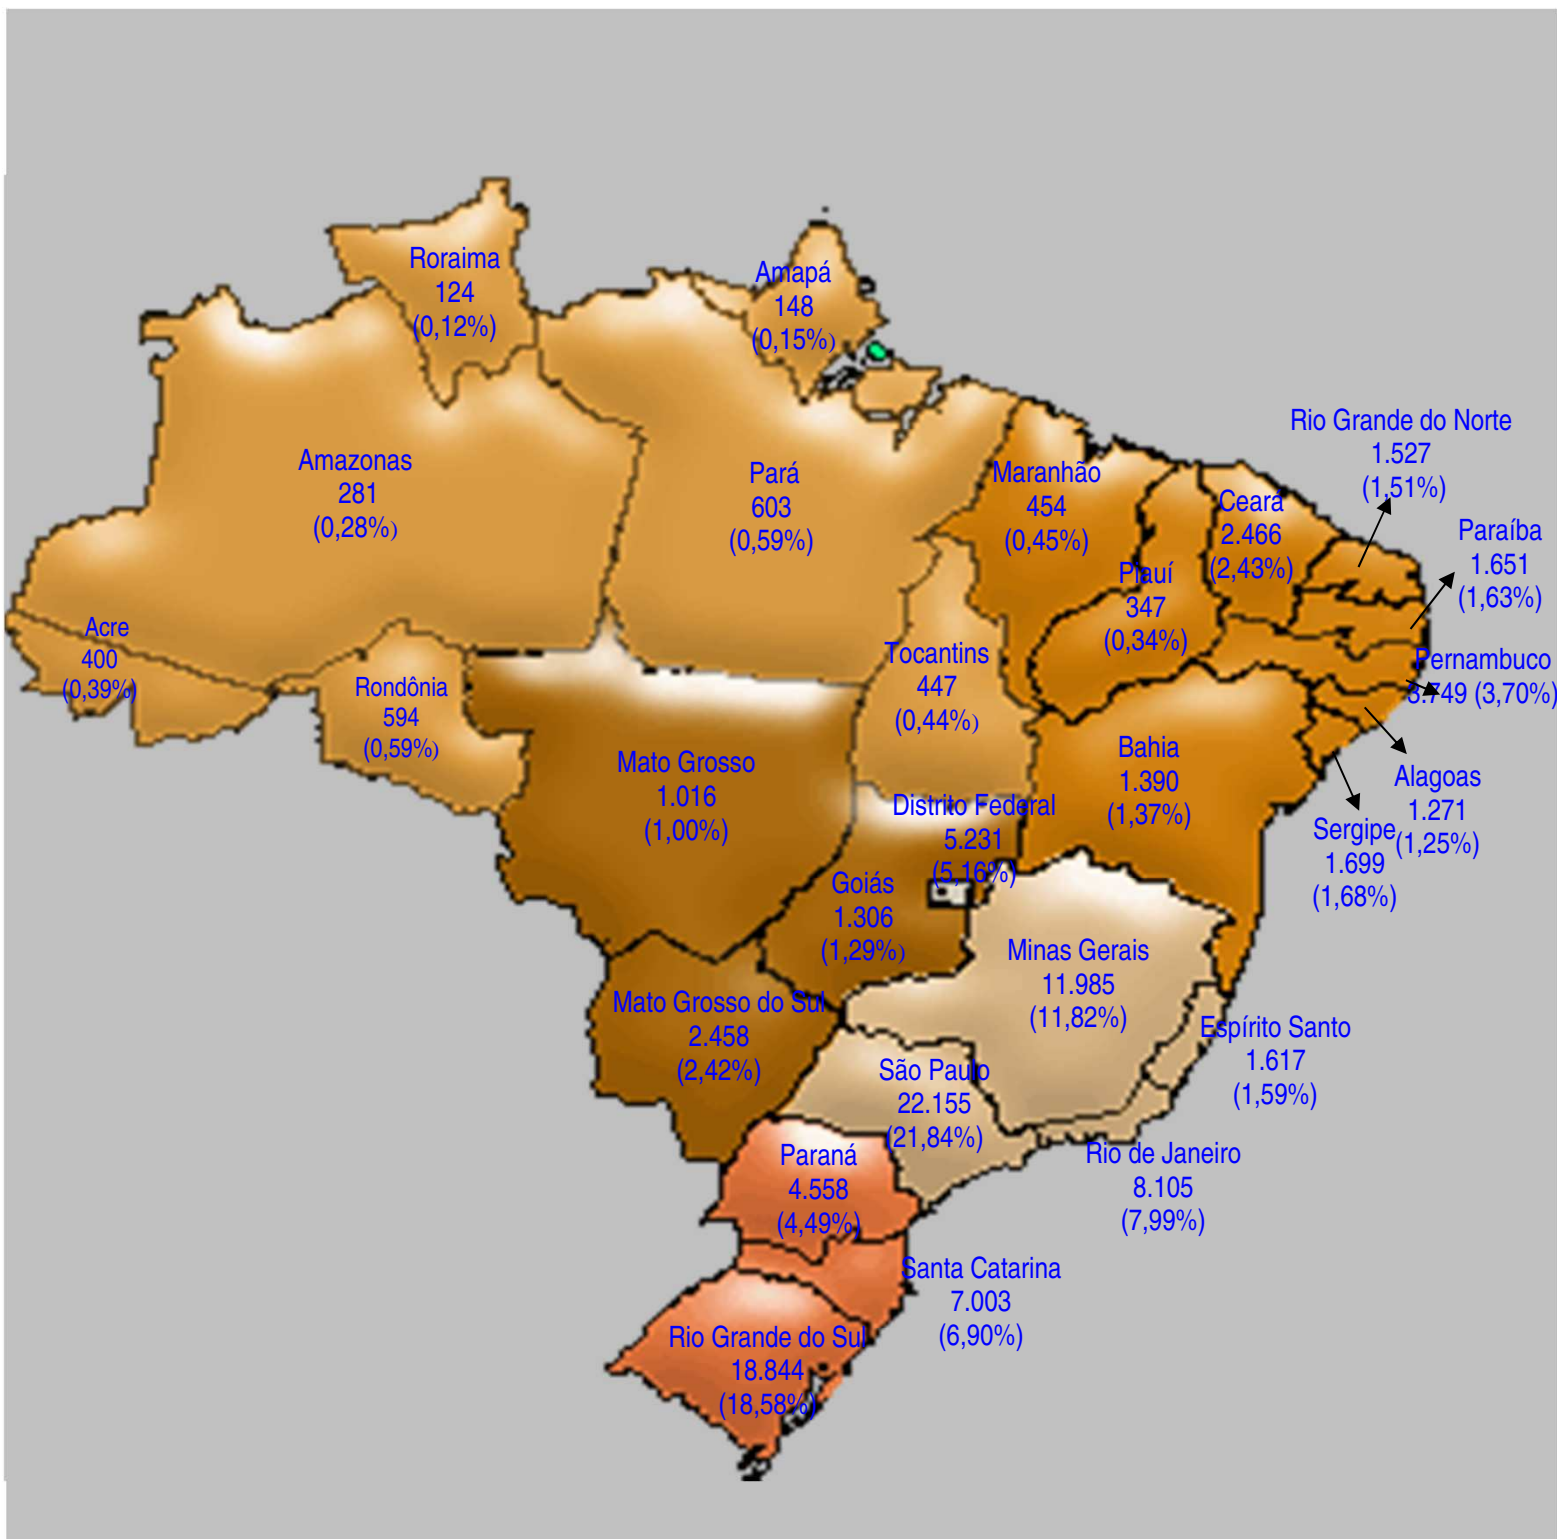 Roraima
124
(0,12%)
Amapá
148
(0,15%)
Amazonas
281
(0,28%)
Pará
603
(0,59%)
Maranhão
454
(0,45%)
Piauí
347
(0,34%)
Ceará
2.466
(2,43%)
Rio Grande do Norte
1.527
(1,51%)
Paraíba
1.651
(1,63%)
Pernambuco
3.749 (3,70%)
Alagoas
1.271
(1,25%)
Sergipe
1.699
(1,68%)
Acre
400
(0,39%)
Rondônia
594
(0,59%)
Tocantins
447
(0,44%)
Mato Grosso
1.016
(1,00%)
Bahia
1.390
(1,37%)
Distrito Federal
5.231
(5,16%)
Goiás
1.306
(1,29%)
Minas Gerais
11.985
(11,82%)
Mato Grosso do Sul
2.458
(2,42%)
Espírito Santo
1.617
(1,59%)
São Paulo
22.155
(21,84%)
Rio de Janeiro
8.105
(7,99%)
Paraná
4.558
(4,49%)
Santa Catarina
7.003
(6,90%)
Rio Grande do Sul
18.844
(18,58%)